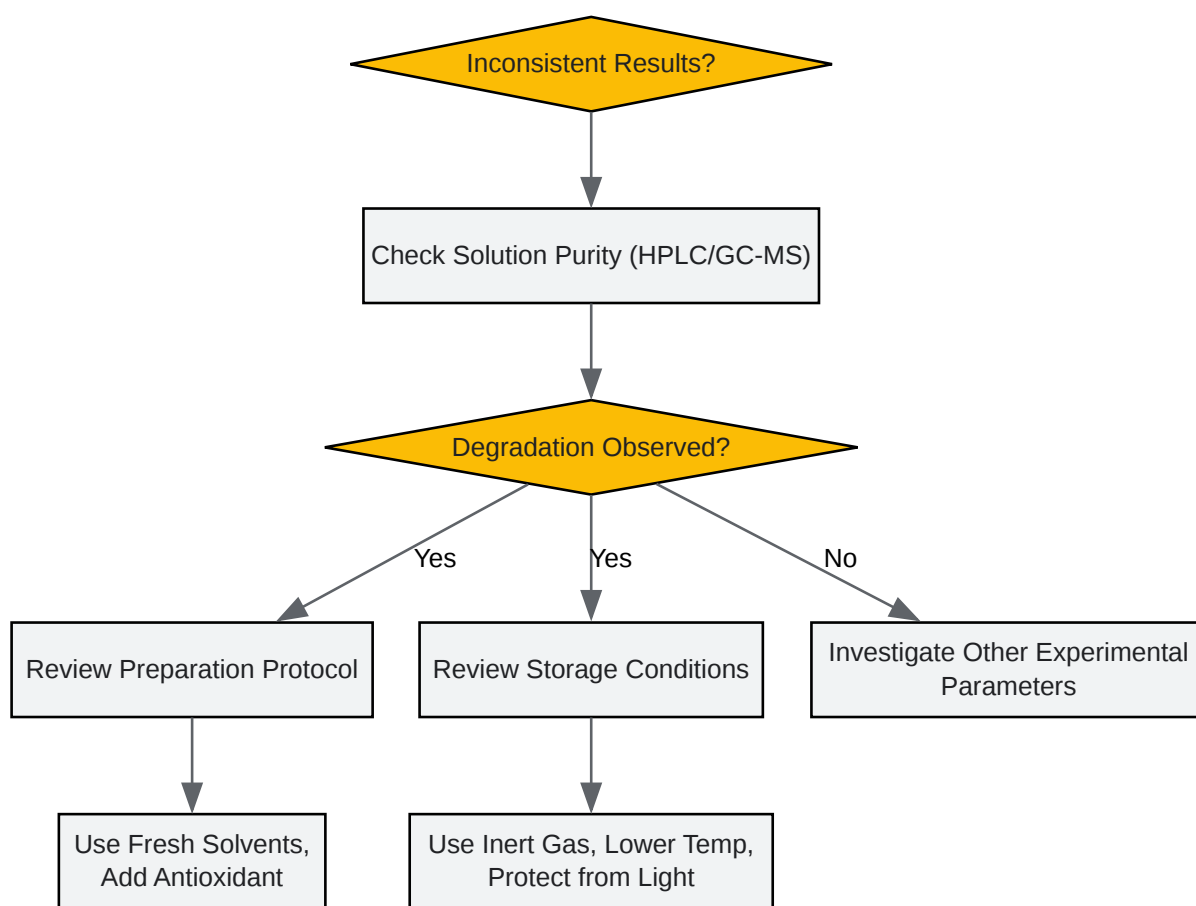 Inconsistent Results?
Check Solution Purity (HPLC/GC-MS)
Degradation Observed?
Yes
Yes
No
Review Preparation Protocol
Review Storage Conditions
Investigate Other Experimental
Parameters
Use Fresh Solvents,
Add Antioxidant
Use Inert Gas, Lower Temp,
Protect from Light